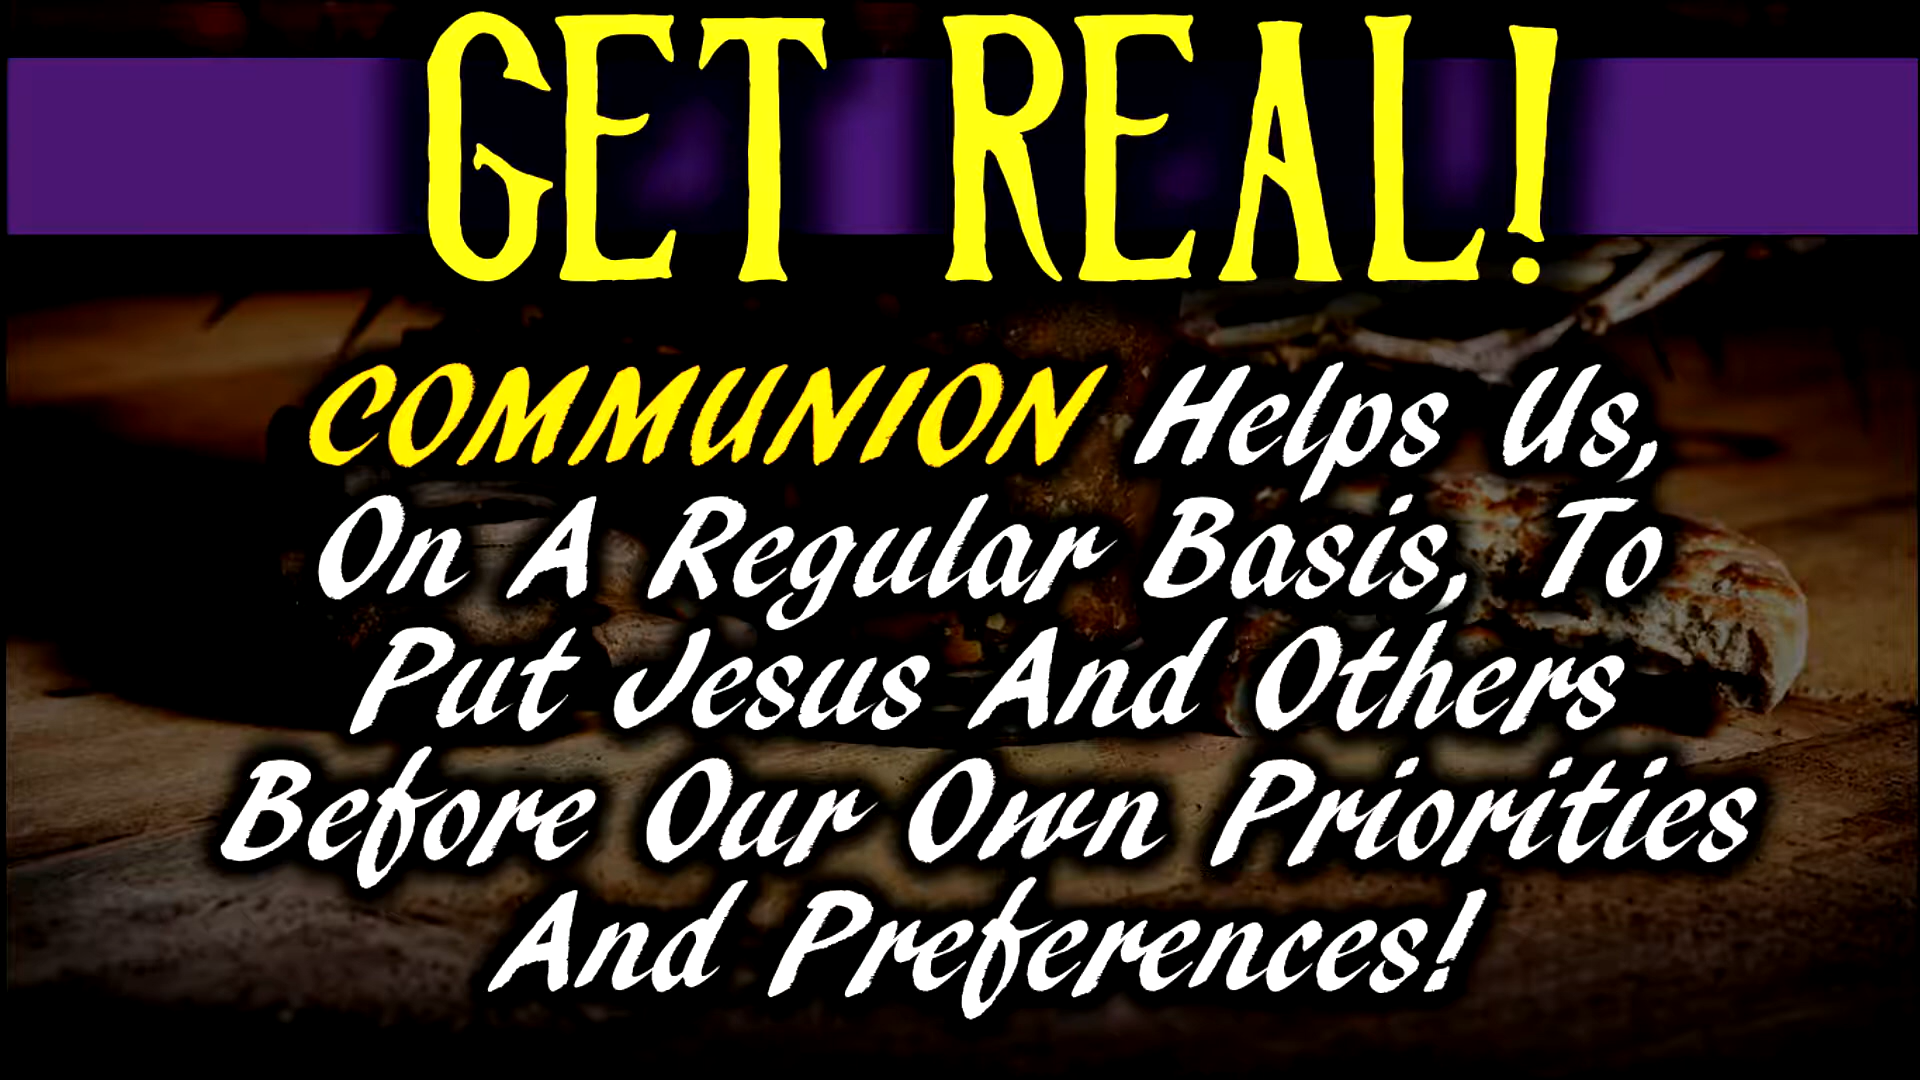 GET REAL!
COMMUNION Helps Us,
On A Regular Basis, To
Put Jesus And Others
Before Our Own Priorities
And Preferences!